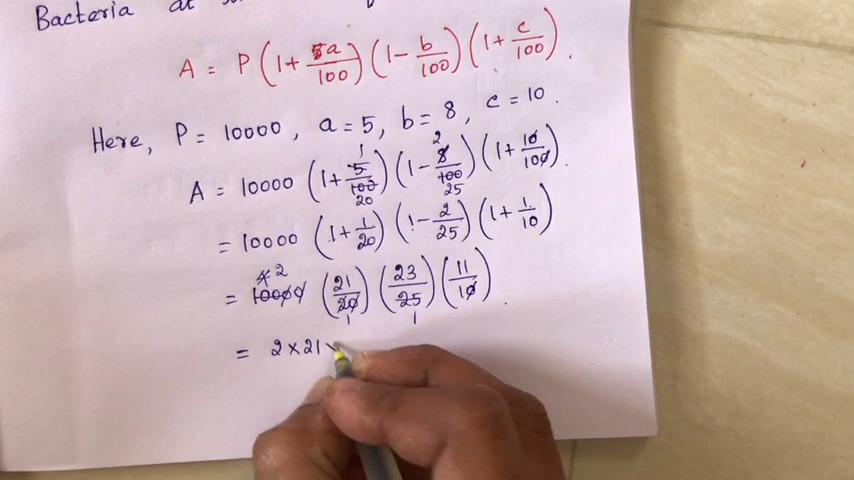 Bacteria at
A = P (1 + a/100) (1 - b/100) (1 + c/100).
Here, P = 10000, a = 5, b = 8, c = 10.
A = 10000 (1 + 5/100) (1 - 8/100) (1 + 10/100).
= 10000 (1 + 1/20) (1 - 2/25) (1 + 1/10)
= 10000 (21/20) (23/25) (11/10).
= 2 × 21 ×